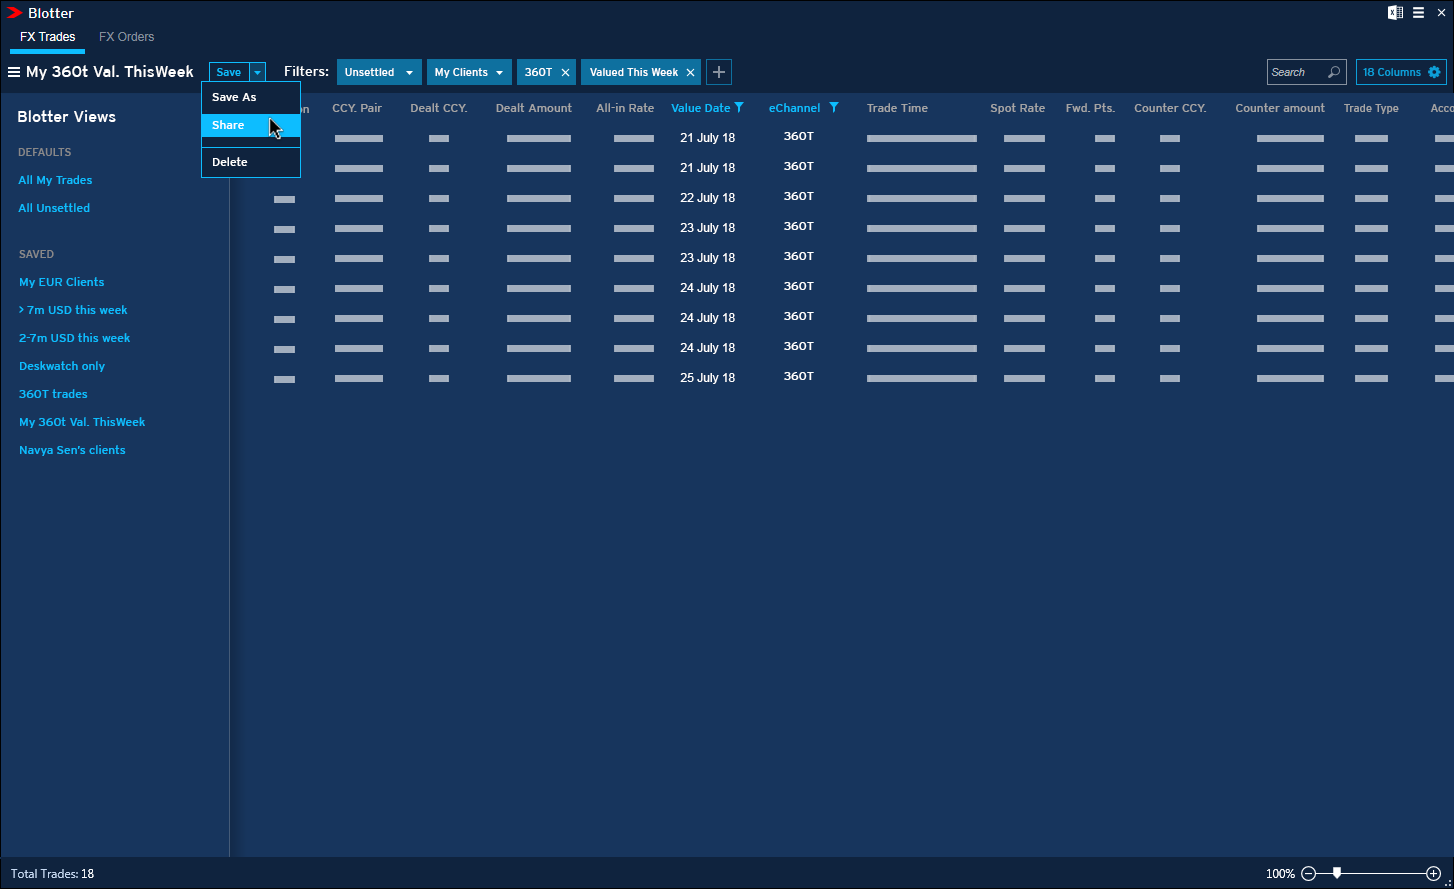 Blotter
FX Trades FX Orders
My 360t Val. ThisWeek Save Filters: Unsettled My Clients 360T Valued This Week Search 18 Columns
Save As
Share
Delete
Blotter Views
DEFAULTS
All My Trades
All Unsettled
SAVED
My EUR Clients
> 7m USD this week
2-7m USD this week
Deskwatch only
360T trades
My 360t Val. ThisWeek
Navya Sen's clients
CCY. Pair Dealt CCY. Dealt Amount All-in Rate Value Date eChannel Trade Time Spot Rate Fwd. Pts. Counter CCY. Counter amount Trade Type
21 July 18 360T
21 July 18 360T
22 July 18 360T
23 July 18 360T
23 July 18 360T
24 July 18 360T
24 July 18 360T
24 July 18 360T
25 July 18 360T
Total Trades: 18 100%